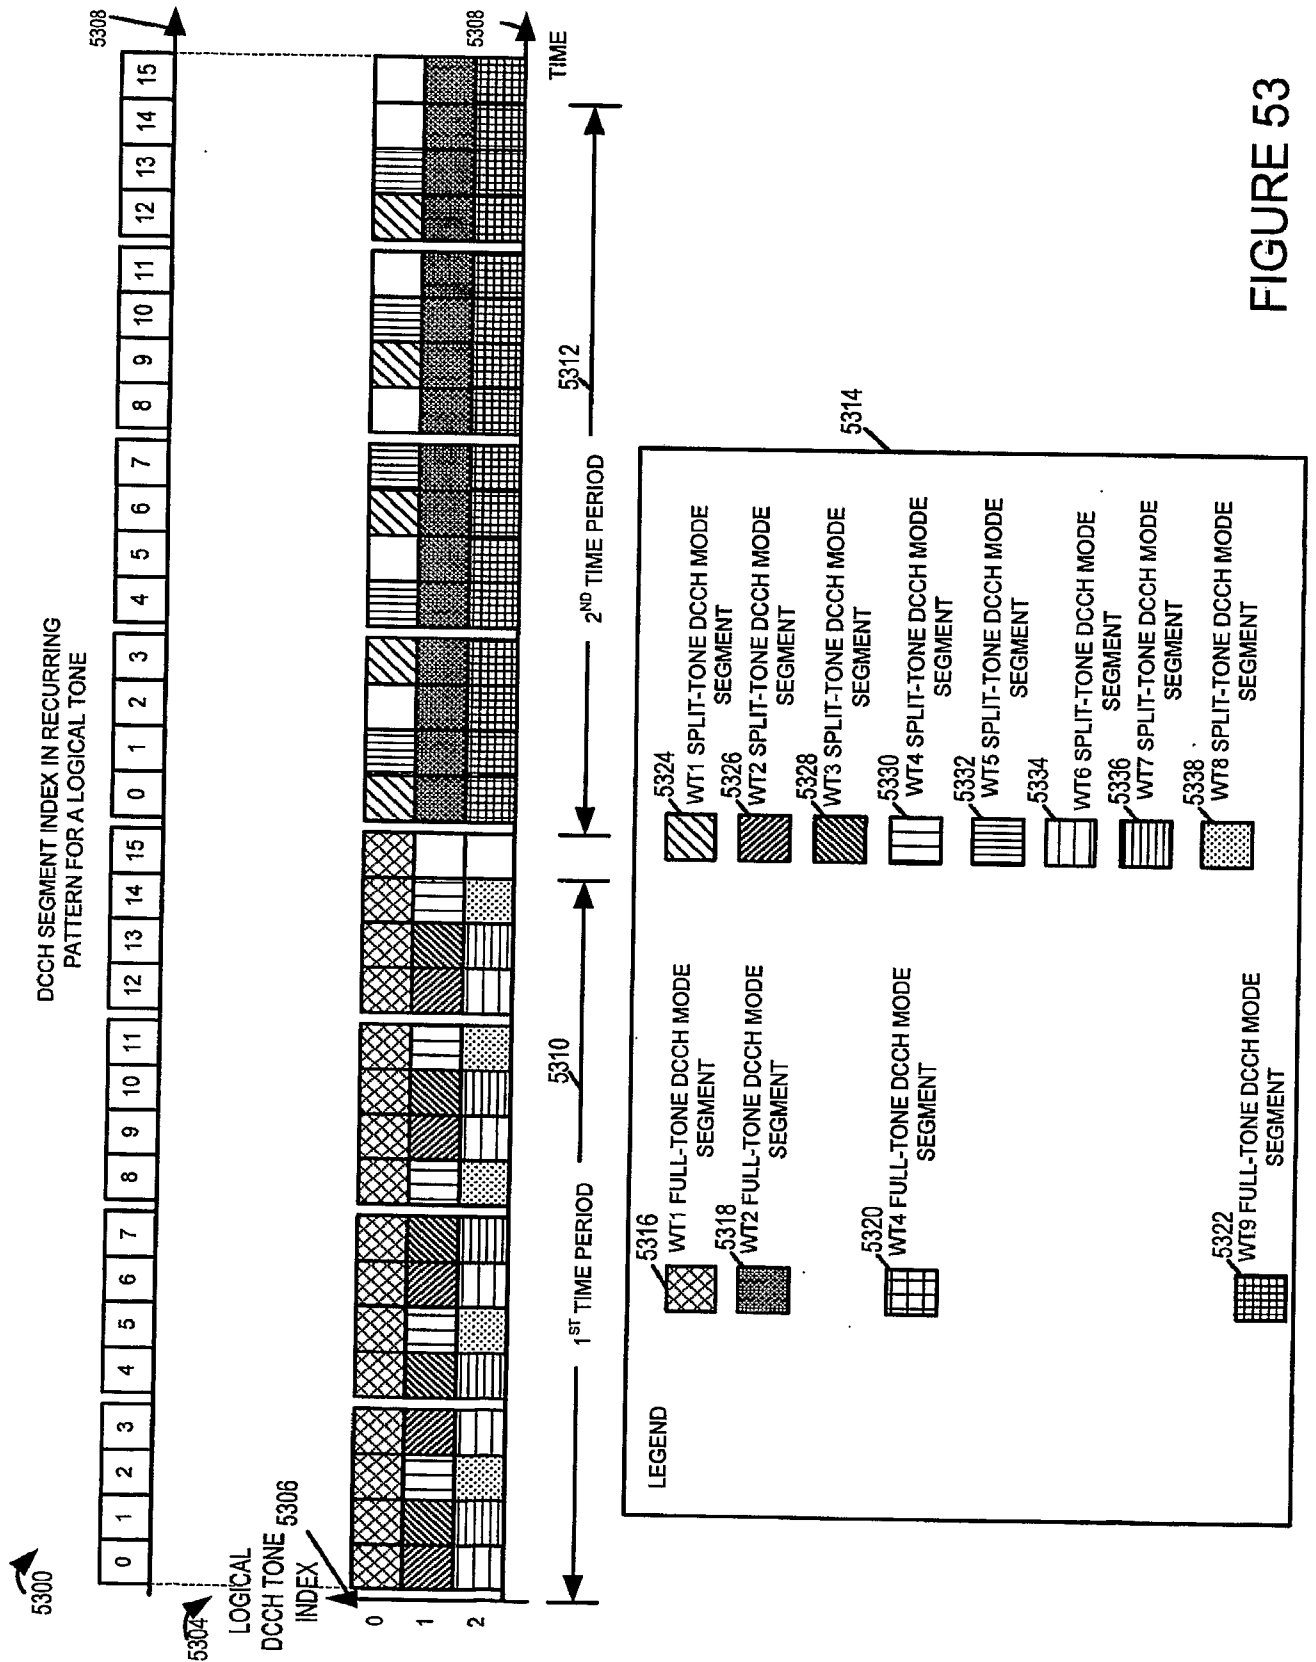 5300
DCCH SEGMENT INDEX IN RECURRING
PATTERN FOR A LOGICAL TONE
0 1 2 3 4 5 6 7 8 9 10 11 12 13 14 15 0 1 2 3 4 5 6 7 8 9 10 11 12 13 14 15
5308
5304
LOGICAL
DCCH TONE
INDEX
5306
0
1
2
5308
TIME
1ST TIME PERIOD
5310
2ND TIME PERIOD
5312
5314
LEGEND
5316
WT1 FULL-TONE DCCH MODE
SEGMENT
5318
WT2 FULL-TONE DCCH MODE
SEGMENT
5320
WT4 FULL-TONE DCCH MODE
SEGMENT
5322
WT9 FULL-TONE DCCH MODE
SEGMENT
5324
WT1 SPLIT-TONE DCCH MODE
SEGMENT
5326
WT2 SPLIT-TONE DCCH MODE
SEGMENT
5328
WT3 SPLIT-TONE DCCH MODE
SEGMENT
5330
WT4 SPLIT-TONE DCCH MODE
SEGMENT
5332
WT5 SPLIT-TONE DCCH MODE
SEGMENT
5334
WT6 SPLIT-TONE DCCH MODE
SEGMENT
5336
WT7 SPLIT-TONE DCCH MODE
SEGMENT
5338
WT8 SPLIT-TONE DCCH MODE
SEGMENT
FIGURE 53